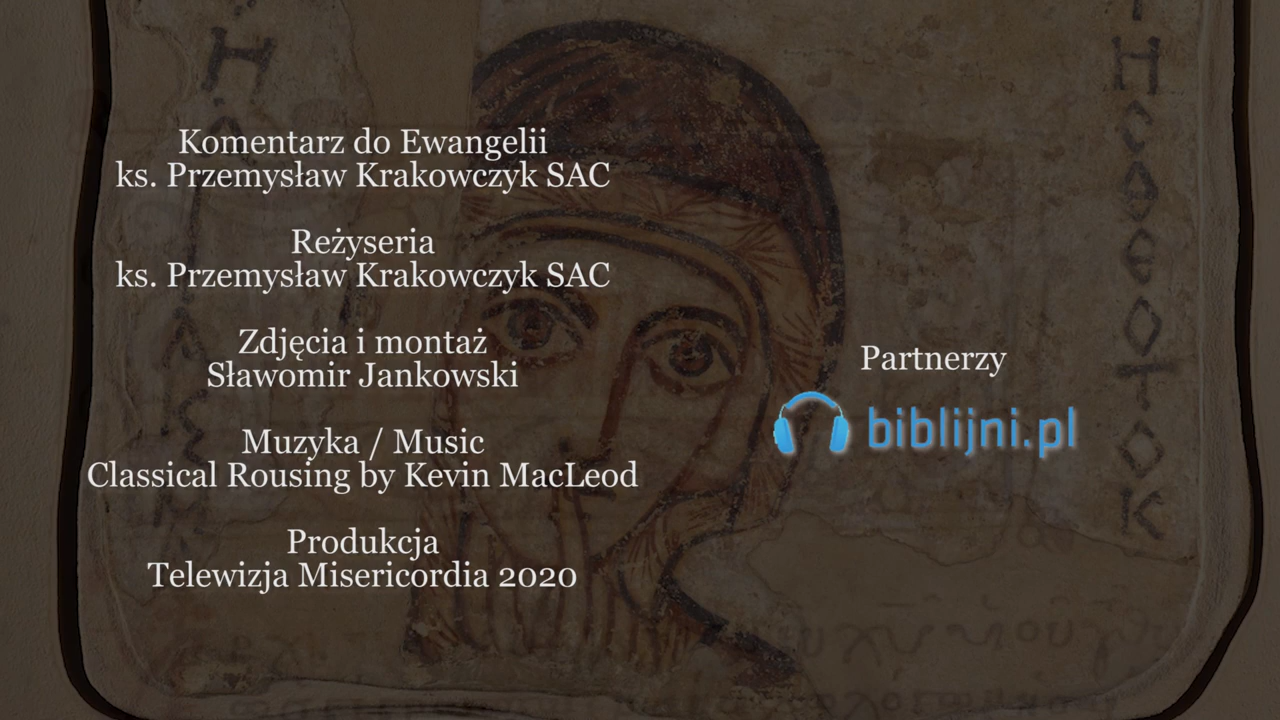 Komentarz do Ewangelii
ks. Przemysław Krakowczyk SAC
Reżyseria
ks. Przemysław Krakowczyk SAC
Zdjęcia i montaż
Sławomir Jankowski
Muzyka / Music
Classical Rousing by Kevin MacLeod
Produkcja
Telewizja Misericordia 2020
Partnerzy
biblijni.pl